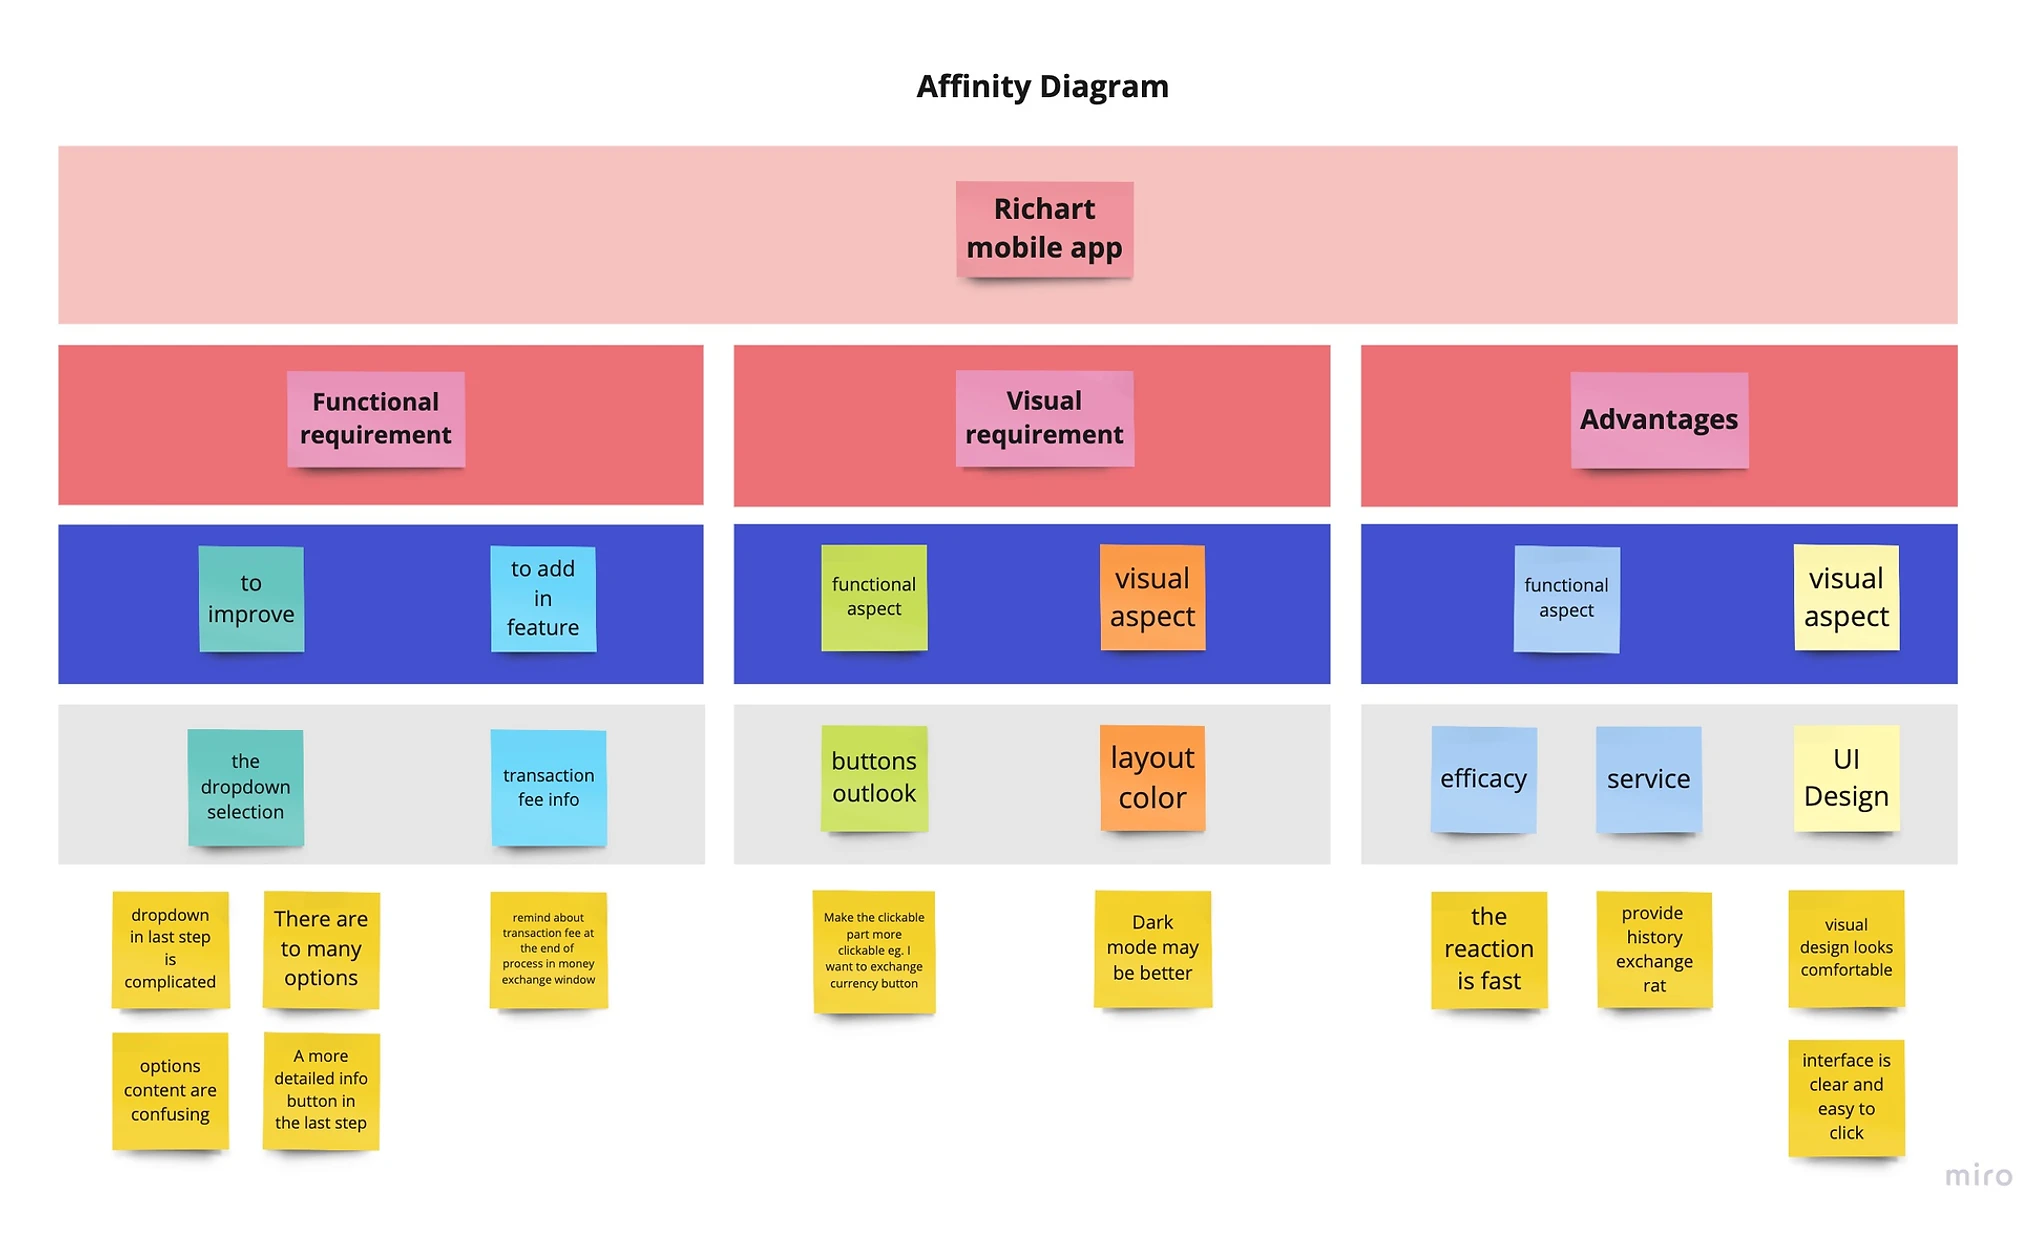 Affinity Diagram
Richart
mobile app
Functional
requirement
Visual
requirement
Advantages
to
improve
to add
in
feature
functional
aspect
visual
aspect
functional
aspect
visual
aspect
the
dropdown
selection
transaction
fee info
buttons
outlook
layout
color
efficacy
service
UI
Design
dropdown
in last step
is
complicated
There are
to many
options
remind about
transaction fee at
the end of
process in money
exchange window
Make the clickable
part more
clickable eg. I
want to exchange
currency button
Dark
mode may
be better
the
reaction
is fast
provide
history
exchange
rat
visual
design looks
comfortable
options
content are
confusing
A more
detailed info
button in
the last step
interface is
clear and
easy to
click
miro